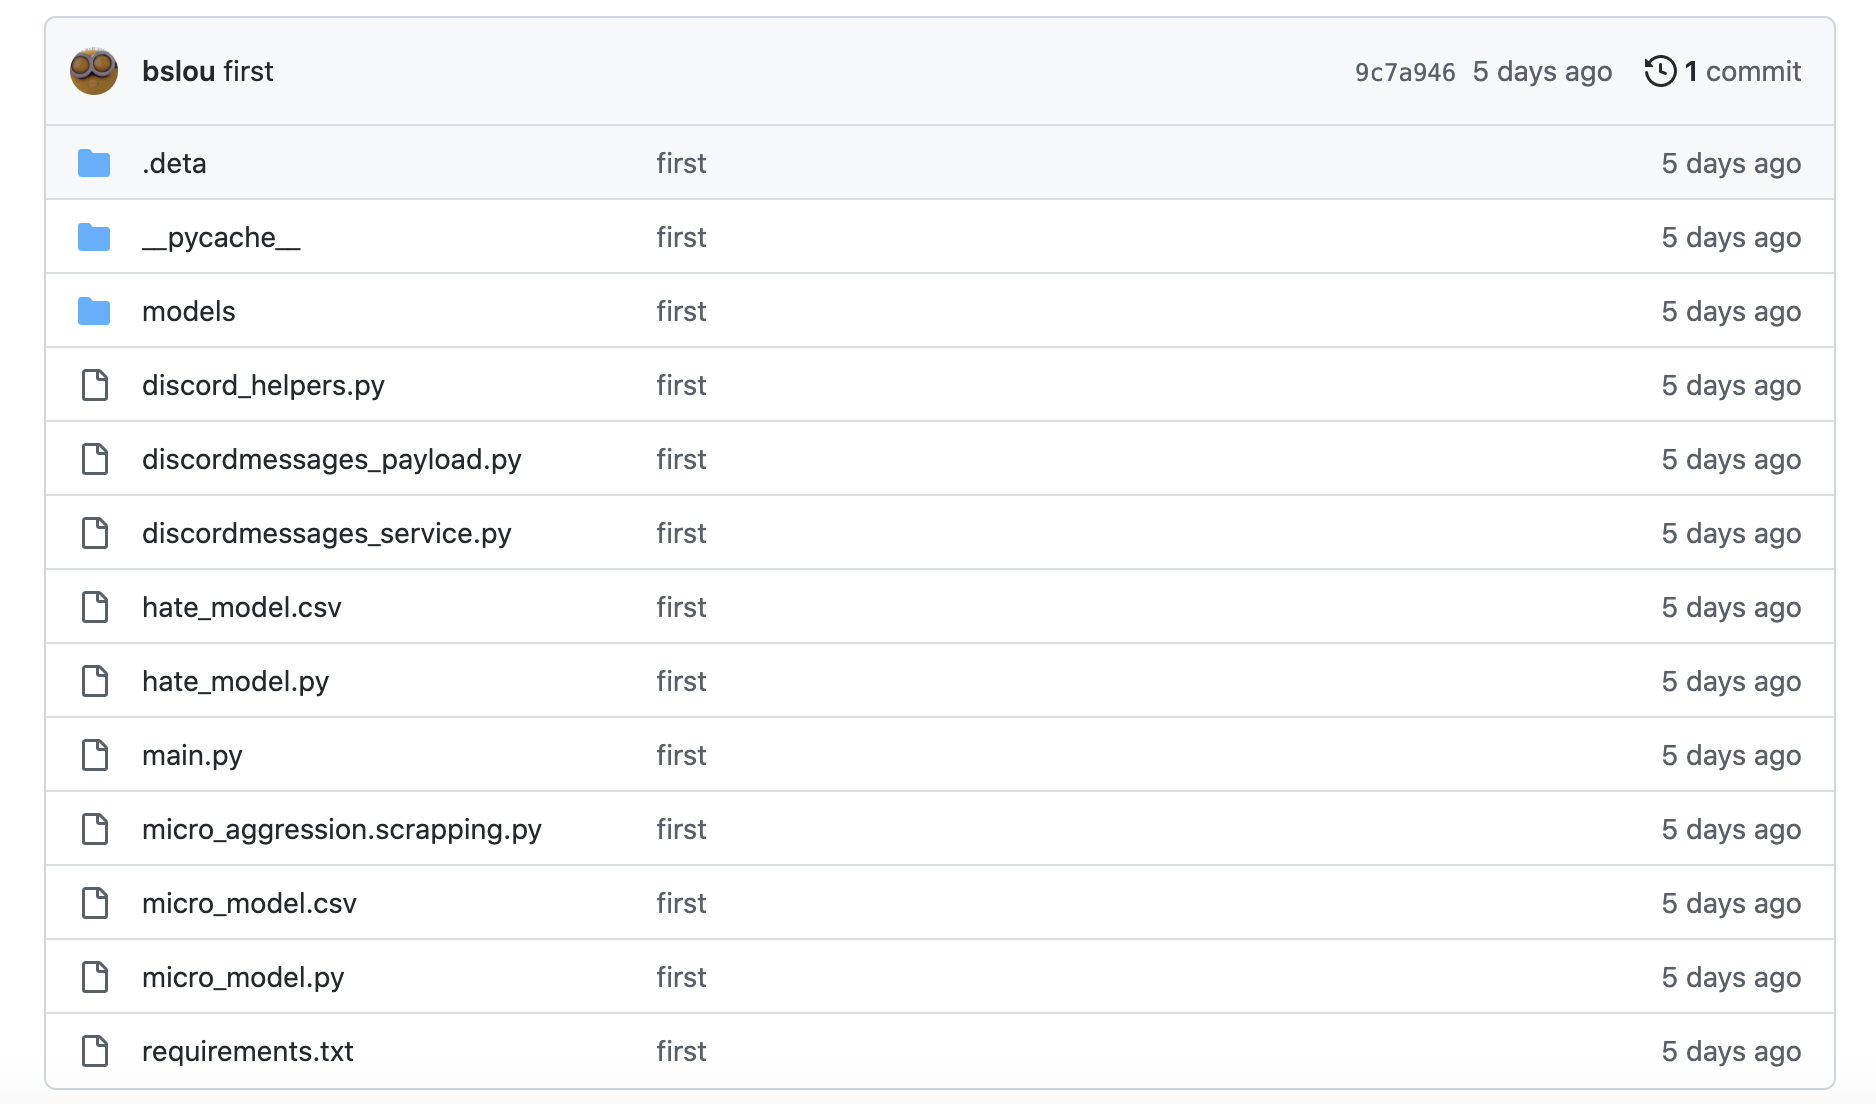 bslou first 9c7a946 5 days ago 1 commit
.deta first 5 days ago
__pycache__ first 5 days ago
models first 5 days ago
discord_helpers.py first 5 days ago
discordmessages_payload.py first 5 days ago
discordmessages_service.py first 5 days ago
hate_model.csv first 5 days ago
hate_model.py first 5 days ago
main.py first 5 days ago
micro_aggression.scrapping.py first 5 days ago
micro_model.csv first 5 days ago
micro_model.py first 5 days ago
requirements.txt first 5 days ago